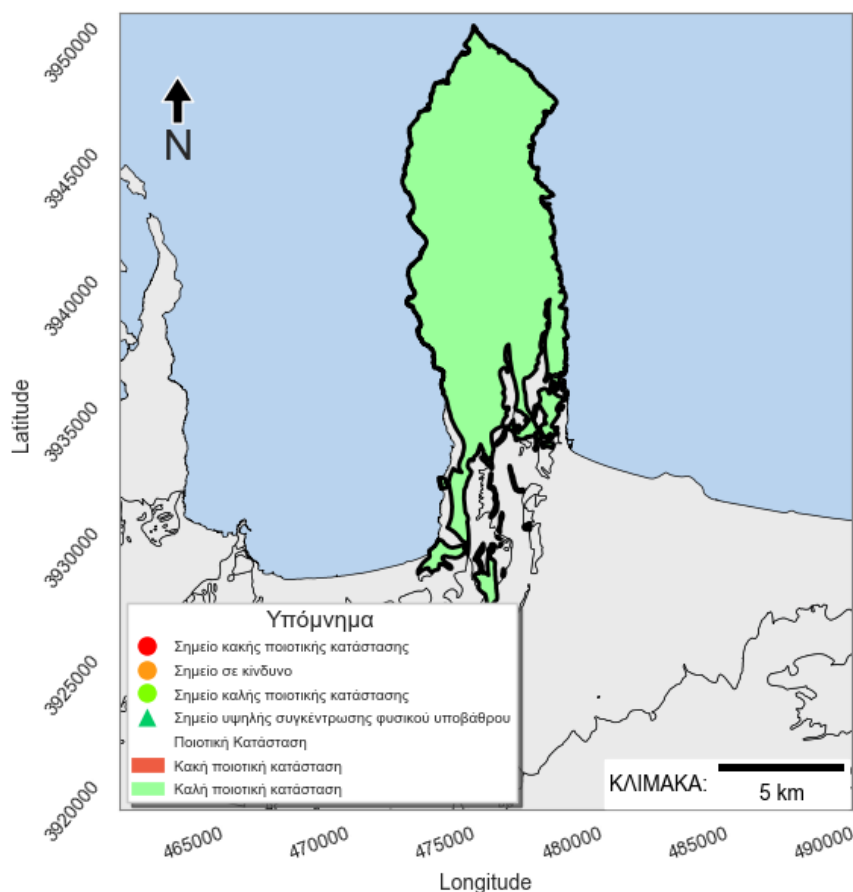 3950000
3945000
3940000
3935000
3930000
3925000
3920000
Latitude
N
Υπόμνημα
Σημείο κακής ποιοτικής κατάστασης
Σημείο σε κίνδυνο
Σημείο καλής ποιοτικής κατάστασης
Σημείο υψηλής συγκέντρωσης φυσικού υποβάθρου
Ποιοτική Κατάσταση
Κακή ποιοτική κατάσταση
Καλή ποιοτική κατάσταση
ΚΛΙΜΑΚΑ:
5 km
465000
470000
475000
480000
485000
490000
Longitude